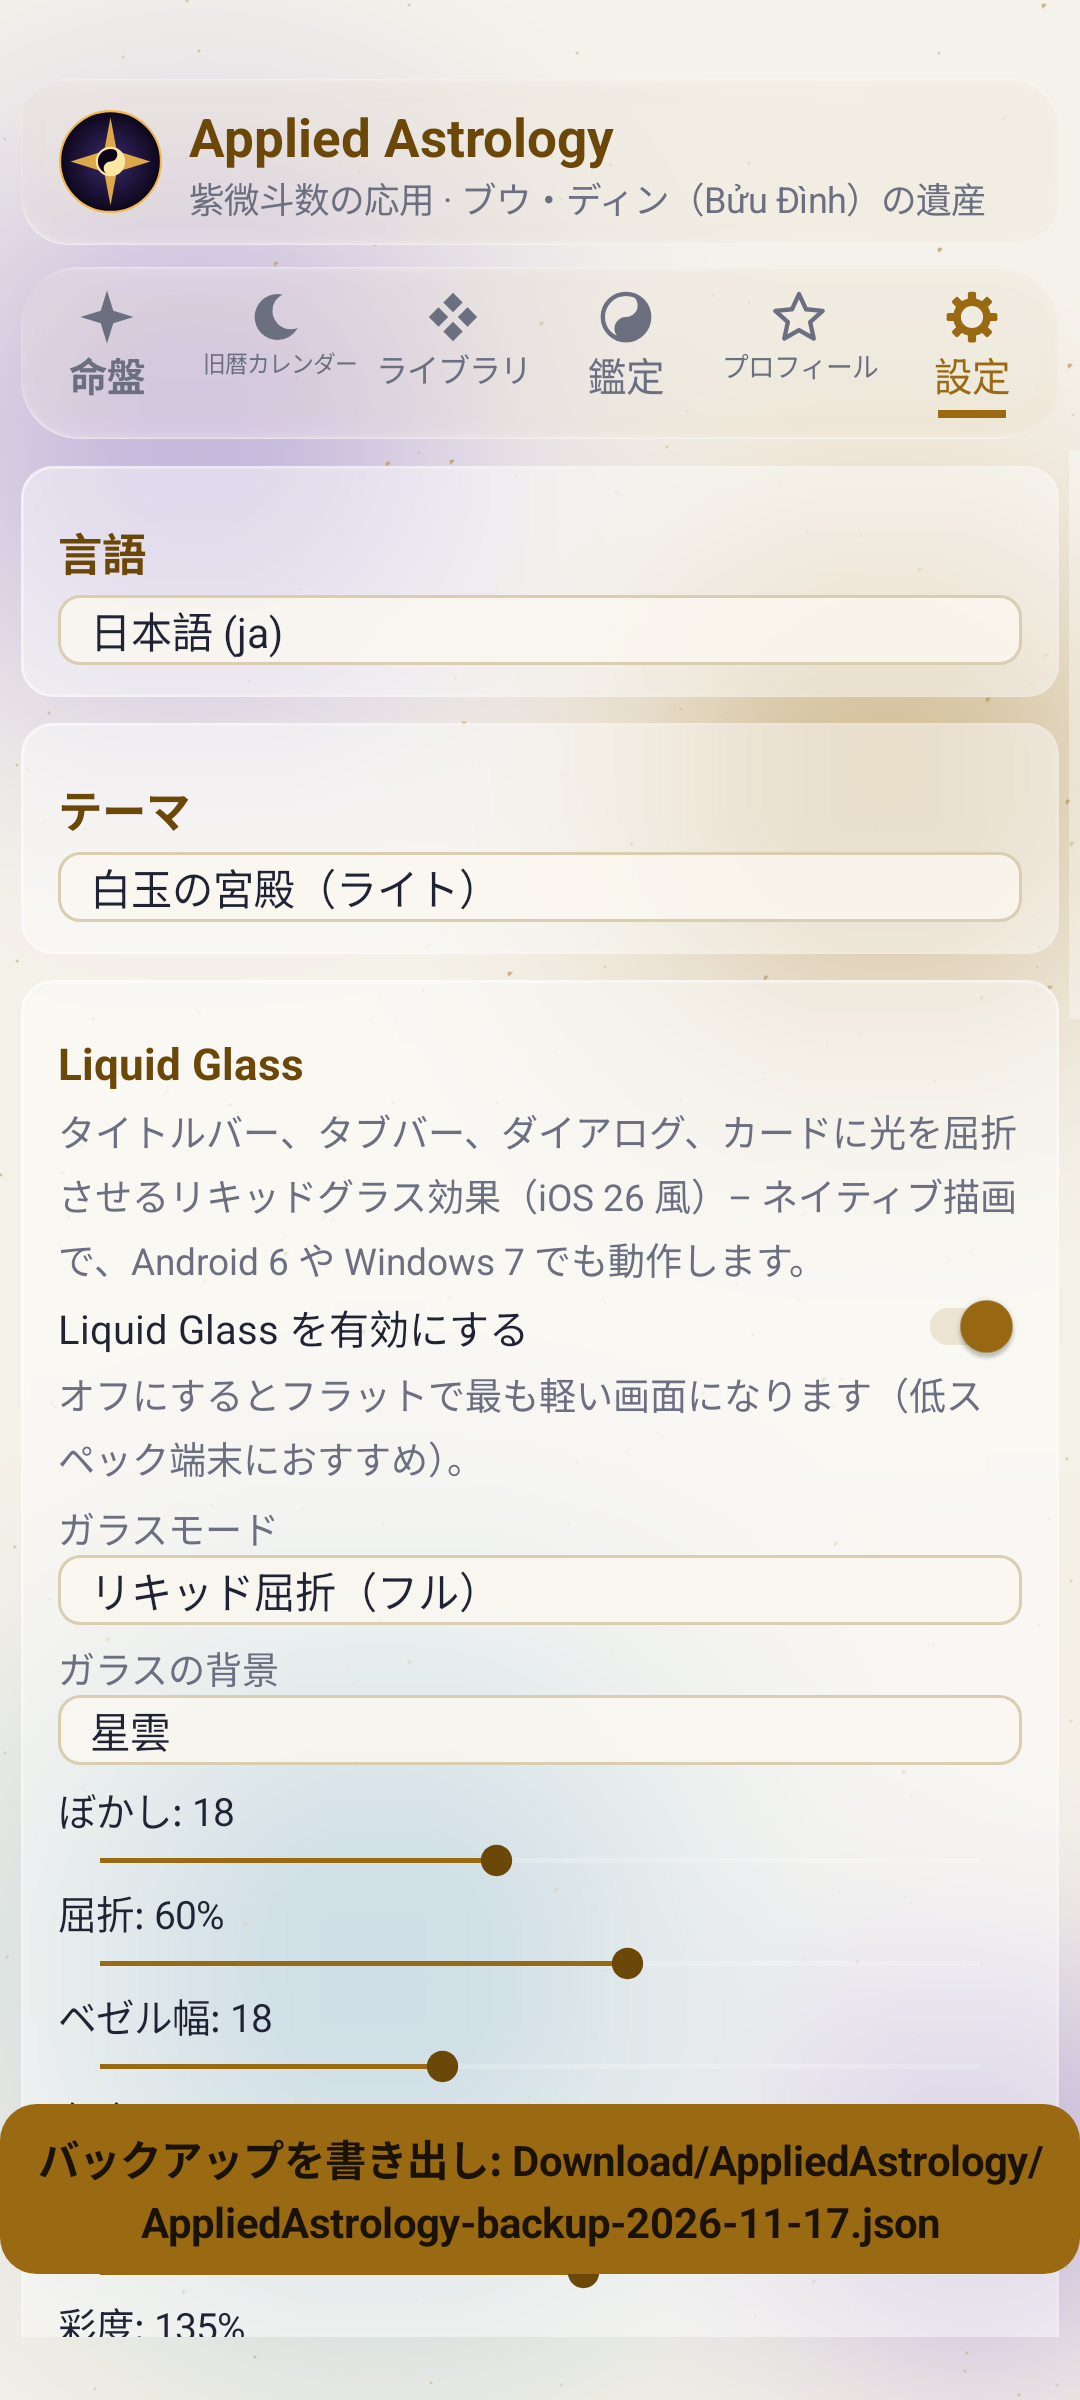 Applied Astrology
紫微斗数の応用 · ブウ・ディン（Bửu Đình）の遺産
命盤
旧暦カレンダー
ライブラリ
鑑定
プロフィール
設定
言語
日本語 (ja)
テーマ
白玉の宮殿（ライト）
Liquid Glass
タイトルバー、タブバー、ダイアログ、カードに光を屈折
させるリキッドグラス効果（iOS 26 風）– ネイティブ描画
で、Android 6 や Windows 7 でも動作します。
Liquid Glass を有効にする
オフにするとフラットで最も軽い画面になります（低ス
ペック端末におすすめ）。
ガラスモード
リキッド屈折（フル）
ガラスの背景
星雲
ぼかし: 18
屈折: 60%
ベゼル幅: 18
バックアップを書き出し: Download/AppliedAstrology/
AppliedAstrology-backup-2026-11-17.json
彩度: 135%